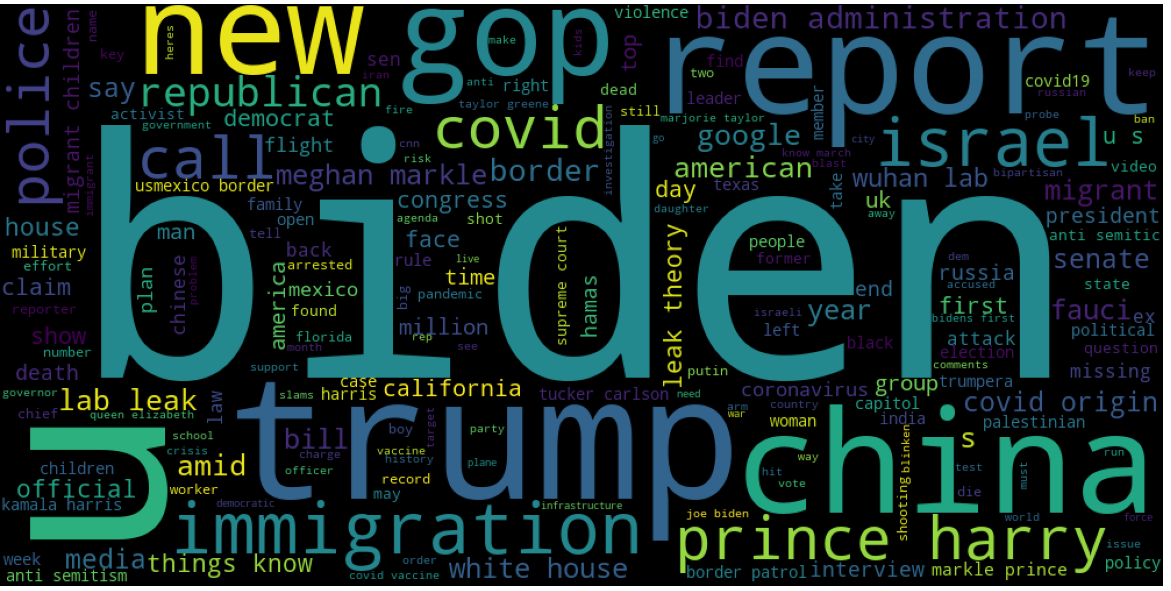 new
gop
report
biden administration
violence
top
police
name
heres
make
kids
key
migrant children
immigrant
say
republican
sen
iran
anti
right
dead
two
find
covid19
russian
keep
activist
government
democrat
flight
fire
taylor greene
still
marjorie taylor
leader
member
probe
ban
call
covid
investigation
go
google
israel
u s
city
video
cnn
risk
know march
blast
bipartisan
usmexico border
meghan markle
border
american
day
texas
take
wuhan lab
migrant
family
agenda
congress
shot
daughter
uk
away
president
house
man
open
tell
face
people
former
dem
anti semitic
military
effort
back
rule
live
time
supreme court
biden
russia
senate
accused
claim
plan
chinese
problem
america
arrested
mexico
found
big
pandemic
hamas
leak theory
israeli
left
end
year
first
bidens first
state
fauci
ex
reporter
show
number
florida
month
million
rep
see
black
attack
election
political
question
death
support
putin
comments
missing
governor
lab leak
law
slams
case
harris
california
tucker carlson
need
coronavirus
group
trumpera
chief
queen elizabeth
war
arm
country
capitol
india
covid origin
palestinian
u
school
crisis
trump
bill
charge
boy
target
party
woman
china
s
children
amid
officer
vaccine
history
plane
way
hit
vote
shooting
blinken
test
die
must
run
official
worker
may
record
kamala harris
democratic
infrastructure
joe biden
world
force
immigration
prince harry
issue
week
media
things know
order
covid vaccine
white house
border patrol
interview
markle prince
policy
anti semitism